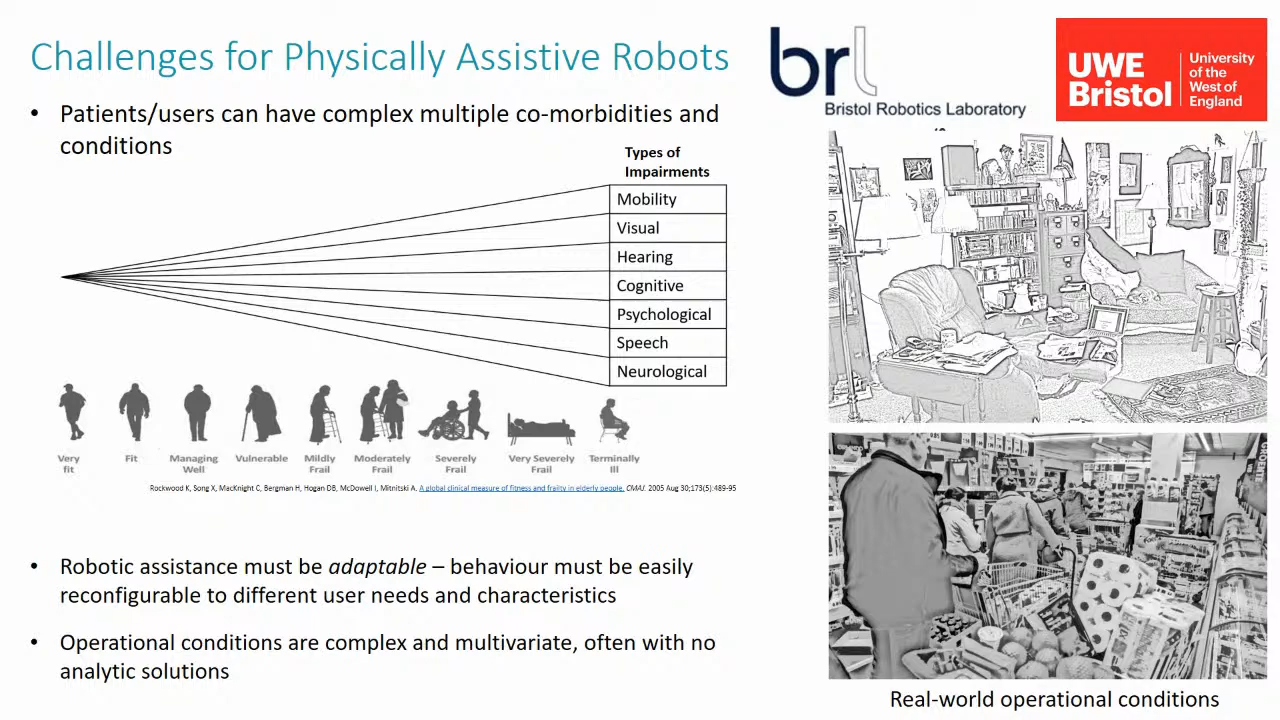 Challenges for Physically Assistive Robots
brl
Bristol Robotics Laboratory
UWE
Bristol
University
of the
West of
England
• Patients/users can have complex multiple co-morbidities and
conditions
Types of
Impairments
Mobility
Visual
Hearing
Cognitive
Psychological
Speech
Neurological
Very
fit
Fit
Managing
Well
Vulnerable
Mildly
Frail
Moderately
Frail
Severely
Frail
Very Severely
Frail
Terminally
Ill
Rockwood K, Song X, MacKnight C, Bergman H, Hogan DB, McDowell I, Mitnitski A. A global clinical measure of fitness and frailty in elderly people. CMAJ. 2005 Aug 30;173(5):489-95
• Robotic assistance must be adaptable – behaviour must be easily
reconfigurable to different user needs and characteristics
• Operational conditions are complex and multivariate, often with no
analytic solutions
Real-world operational conditions